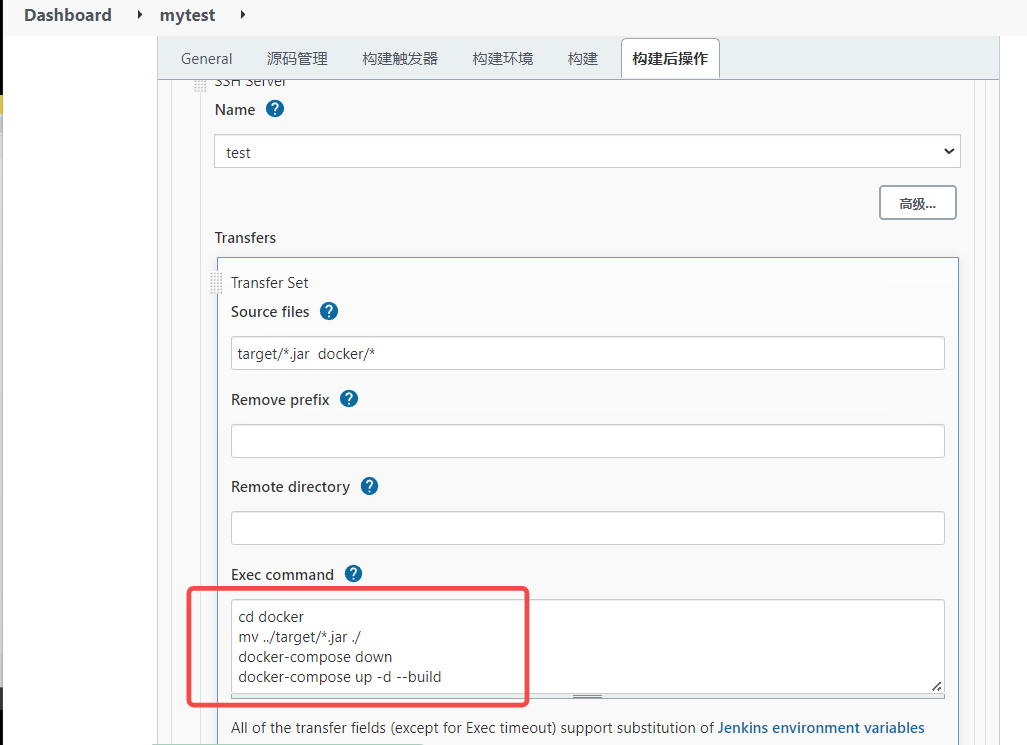 Dashboard mytest
General 源码管理 构建触发器 构建环境 构建 构建后操作
SSH Server
Name ?
test
高级...
Transfers
Transfer Set
Source files ?
target/*.jar docker/*
Remove prefix ?
Remote directory ?
Exec command ?
cd docker
mv ../target/*.jar ./
docker-compose down
docker-compose up -d --build
All of the transfer fields (except for Exec timeout) support substitution of Jenkins environment variables